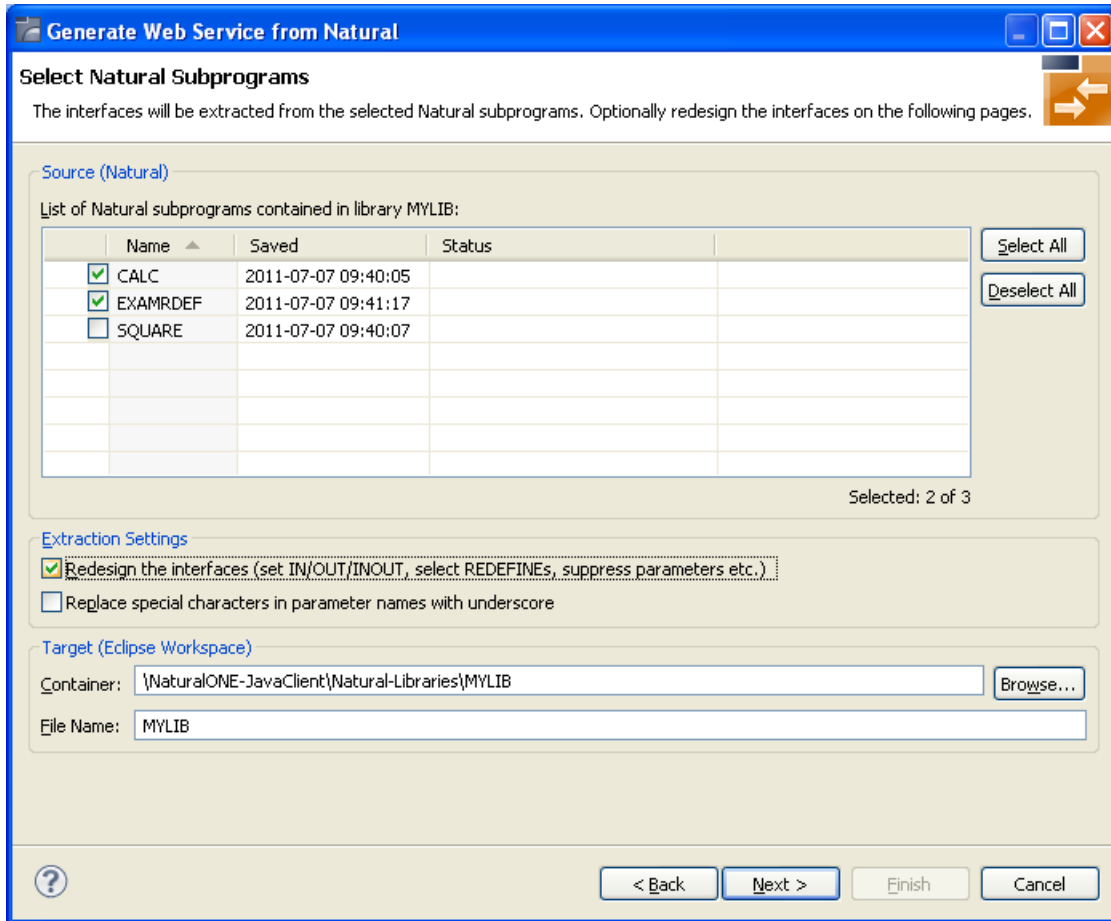 Generate Web Service from Natural
Select Natural Subprograms
The interfaces will be extracted from the selected Natural subprograms. Optionally redesign the interfaces on the following pages.
Source (Natural)
List of Natural subprograms contained in library MYLIB:
Name Saved Status
Select All
CALC 2011-07-07 09:40:05
Deselect All
EXAMRDEF 2011-07-07 09:41:17
SQUARE 2011-07-07 09:40:07
Selected: 2 of 3
Extraction Settings
Redesign the interfaces (set IN/OUT/INOUT, select REDEFINEs, suppress parameters etc.)
Replace special characters in parameter names with underscore
Target (Eclipse Workspace)
Container: \NaturalONE-JavaClient\Natural-Libraries\MYLIB Browse...
File Name: MYLIB
? < Back Next > Finish Cancel